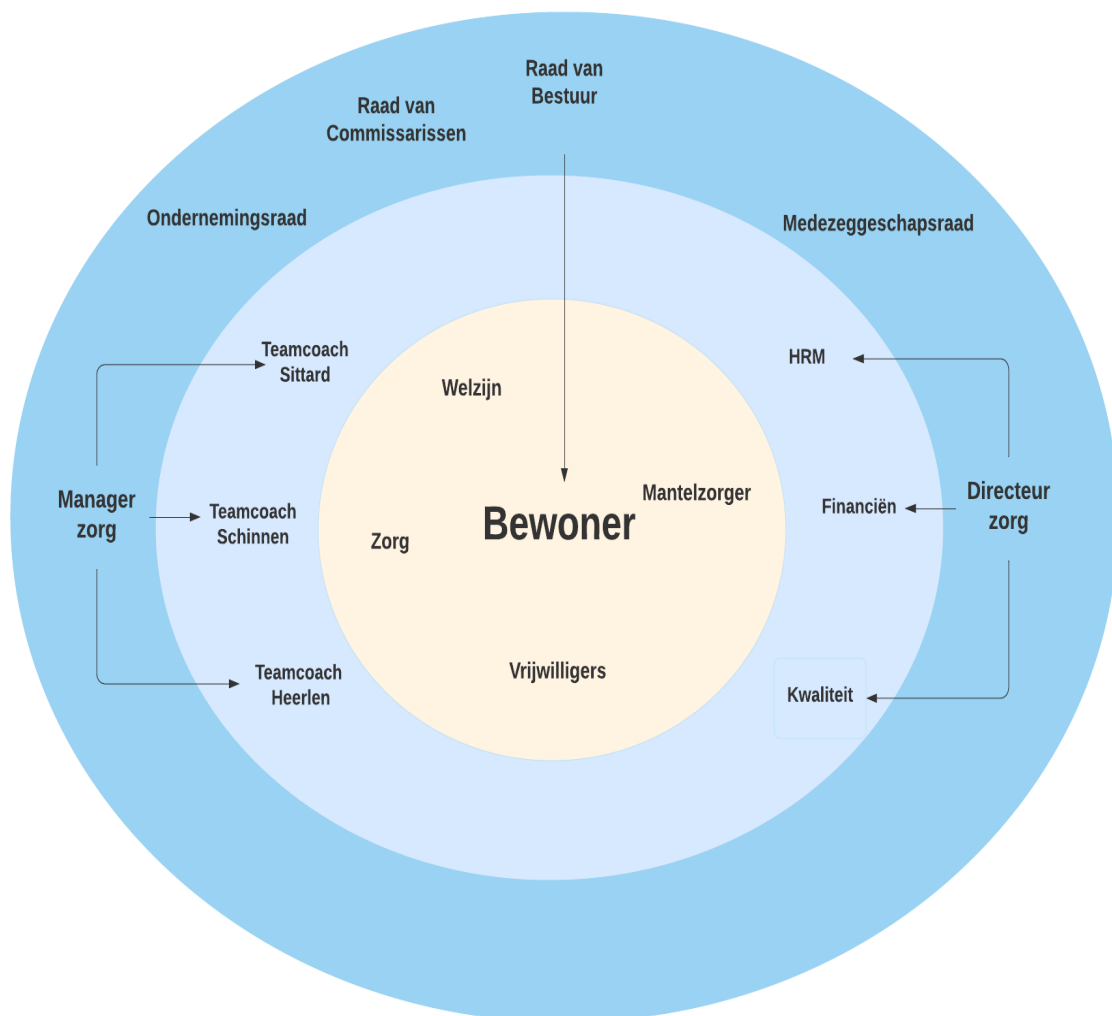 Raad van
Bestuur
Raad van
Commissarissen
Ondernemingsraad
Medezeggeschapsraad
Teamcoach
Sittard
HRM
Welzijn
Manager
zorg
Teamcoach
Schinnen
Zorg
Bewoner
Mantelzorger
Financiën
Directeur
zorg
Teamcoach
Heerlen
Vrijwilligers
Kwaliteit